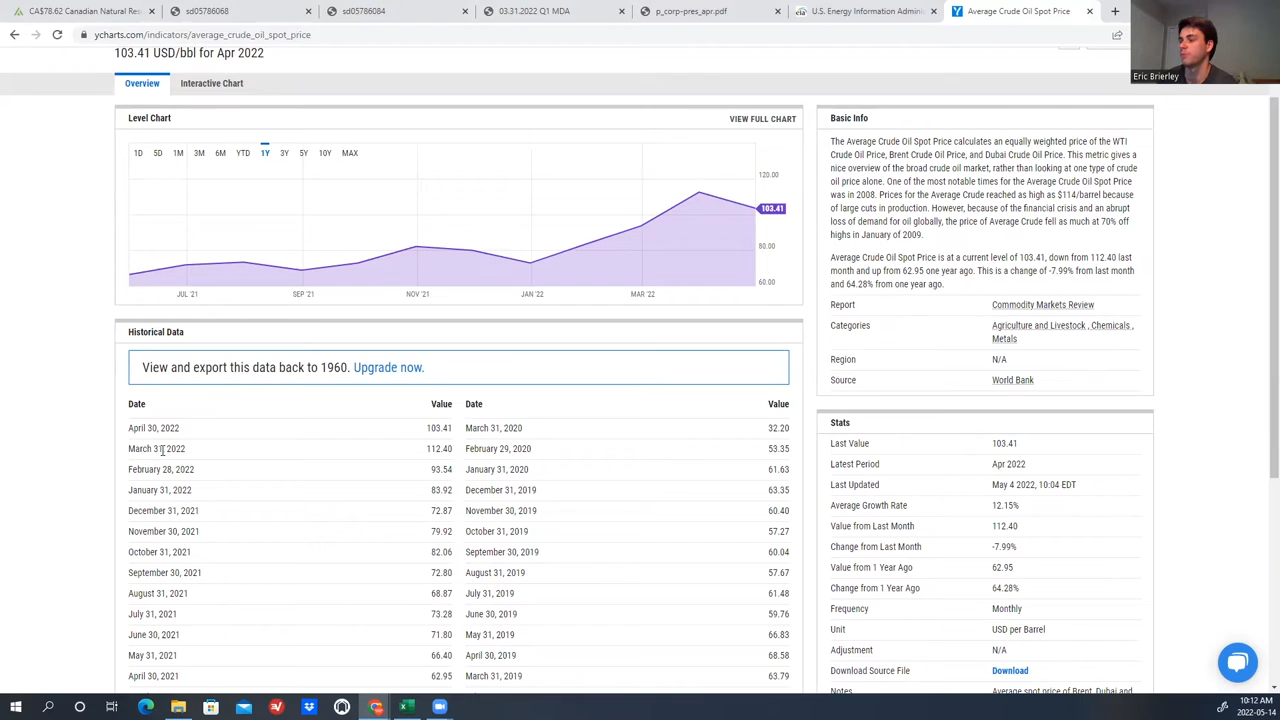 CA$78.62 Canadian Natural Res
sd05786068
sd05786084
03.31.2022 Q1 MDA
p_corp-pres_apr.pdf
U.S. Energy Information Admin
Average Crude Oil Spot Price
ycharts.com/indicators/average_crude_oil_spot_price
Eric Brierley
103.41 USD/bbl for Apr 2022
Overview
Interactive Chart
Level Chart
VIEW FULL CHART
1D 5D 1M 3M 6M YTD 1Y 3Y 5Y 10Y MAX
120.00
103.41
80.00
60.00
JUL '21 SEP '21 NOV '21 JAN '22 MAR '22
Historical Data
View and export this data back to 1960. Upgrade now.
Date Value Date Value
April 30, 2022 103.41 March 31, 2020 32.20
March 31, 2022 112.40 February 29, 2020 53.35
February 28, 2022 93.54 January 31, 2020 61.63
January 31, 2022 83.92 December 31, 2019 63.35
December 31, 2021 72.87 November 30, 2019 60.40
November 30, 2021 79.92 October 31, 2019 57.27
October 31, 2021 82.06 September 30, 2019 60.04
September 30, 2021 72.80 August 31, 2019 57.67
August 31, 2021 68.87 July 31, 2019 61.48
July 31, 2021 73.28 June 30, 2019 59.76
June 30, 2021 71.80 May 31, 2019 66.83
May 31, 2021 66.40 April 30, 2019 68.58
April 30, 2021 62.95 March 31, 2019 63.79
Basic Info
The Average Crude Oil Spot Price calculates an equally weighted price of the WTI
Crude Oil Price, Brent Crude Oil Price, and Dubai Crude Oil Price. This metric gives a
nice overview of the broad crude oil market, rather than looking at one type of crude
oil price alone. One of the most notable times for the Average Crude Oil Spot Price
was in 2008. Prices for the Average Crude reached as high as $114/barrel because
of large cuts in production. However, because of the financial crisis and an abrupt
loss of demand for oil globally, the price of Average Crude fell as much at 70% off
highs in January of 2009.
Average Crude Oil Spot Price is at a current level of 103.41, down from 112.40 last
month and up from 62.95 one year ago. This is a change of -7.99% from last month
and 64.28% from one year ago.
Report Commodity Markets Review
Categories Agriculture and Livestock , Chemicals ,
Metals
Region N/A
Source World Bank
Stats
Last Value 103.41
Latest Period Apr 2022
Last Updated May 4 2022, 10:04 EDT
Average Growth Rate 12.15%
Value from Last Month 112.40
Change from Last Month -7.99%
Value from 1 Year Ago 62.95
Change from 1 Year Ago 64.28%
Frequency Monthly
Unit USD per Barrel
Adjustment N/A
Download Source File Download
Notes Average spot price of Brent, Dubai and
10:12 AM
2022-05-14